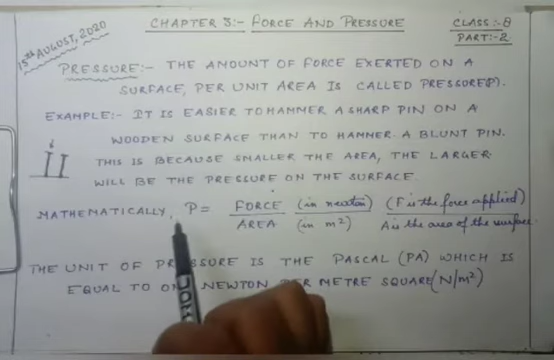 15th AUGUST, 2020
CHAPTER 3:- FORCE AND PRESSURE
CLASS:-8
PART:-2
PRESSURE:- THE AMOUNT OF FORCE EXERTED ON A
SURFACE, PER UNIT AREA IS CALLED PRESSURE(P).
EXAMPLE:- IT IS EASIER TO HAMMER A SHARP PIN ON A
WOODEN SURFACE THAN TO HAMMER A BLUNT PIN.
THIS IS BECAUSE SMALLER THE AREA, THE LARGER
WILL BE THE PRESSURE ON THE SURFACE.
MATHEMATICALLY, P = FORCE (in newton) (F is the force applied)
AREA (in m²) A is the area of the surface
THE UNIT OF PRESSURE IS THE PASCAL (PA) WHICH IS
EQUAL TO NEWTON PER METRE SQUARE (N/m²)